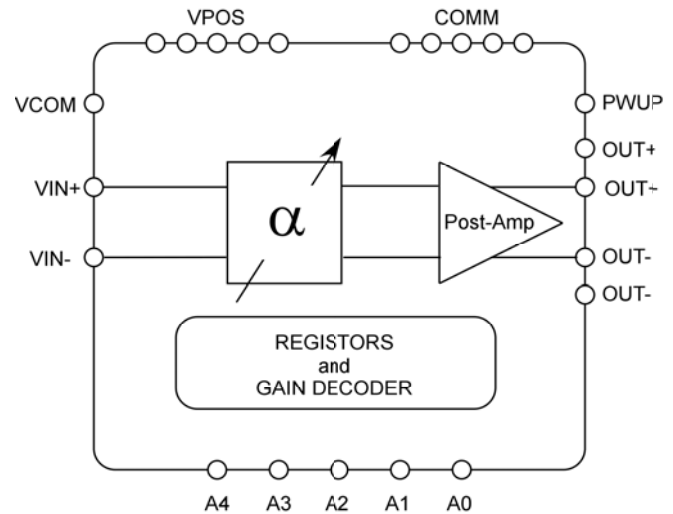 VPOS COMM
VCOM PWUP
OUT+
VIN+ α Post-Amp OUT+
VIN- OUT-
OUT-
REGISTORS
and
GAIN DECODER
A4 A3 A2 A1 A0